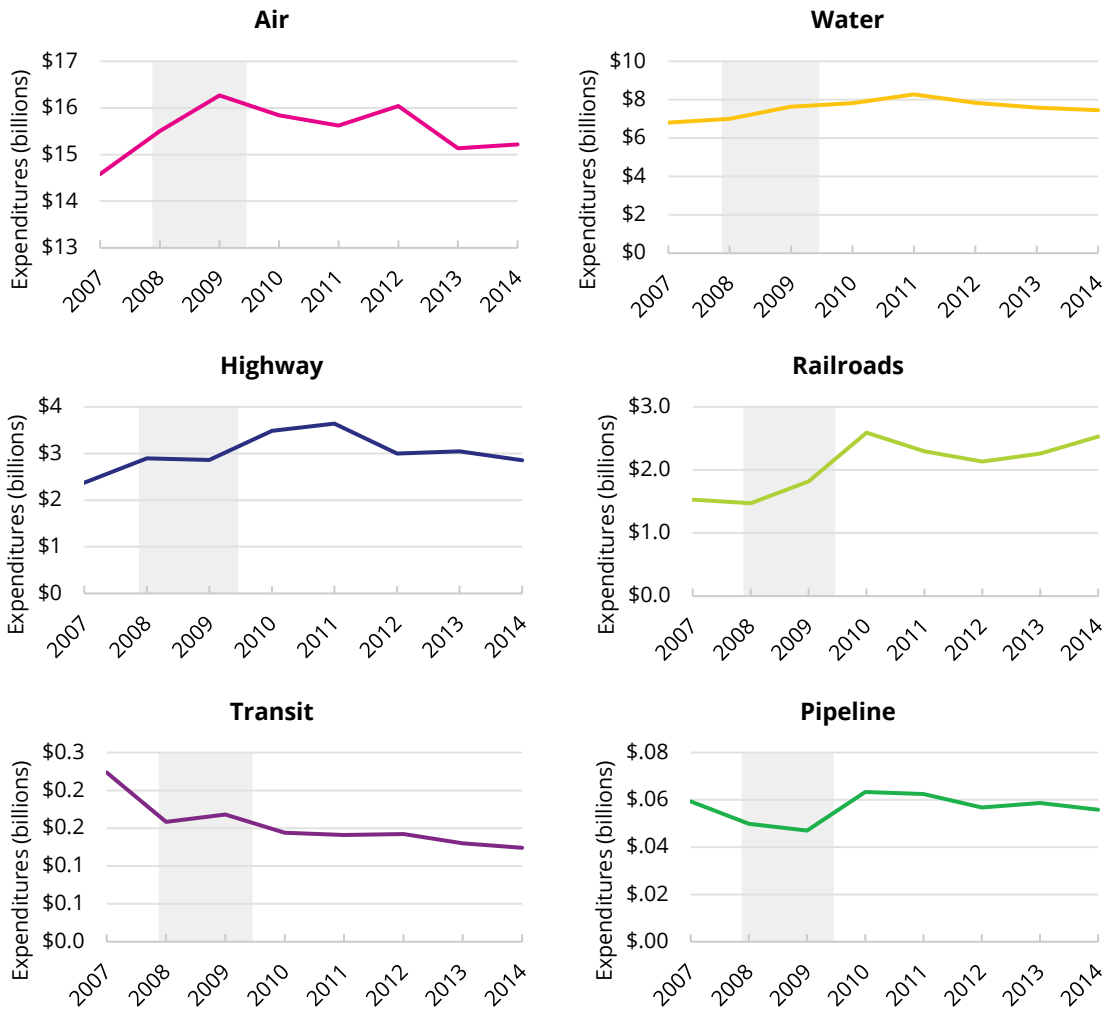 Air
Expenditures (billions)
$17
$16
$15
$14
$13
2007 2008 2009 2010 2011 2012 2013 2014
Water
Expenditures (billions)
$10
$8
$6
$4
$2
$0
2007 2008 2009 2010 2011 2012 2013 2014
Highway
Expenditures (billions)
$4
$3
$2
$1
$0
2007 2008 2009 2010 2011 2012 2013 2014
Railroads
Expenditures (billions)
$3.0
$2.0
$1.0
$0.0
2007 2008 2009 2010 2011 2012 2013 2014
Transit
Expenditures (billions)
$0.3
$0.2
$0.2
$0.1
$0.1
$0.0
2007 2008 2009 2010 2011 2012 2013 2014
Pipeline
Expenditures (billions)
$.08
$.06
$.04
$.02
$.00
2007 2008 2009 2010 2011 2012 2013 2014